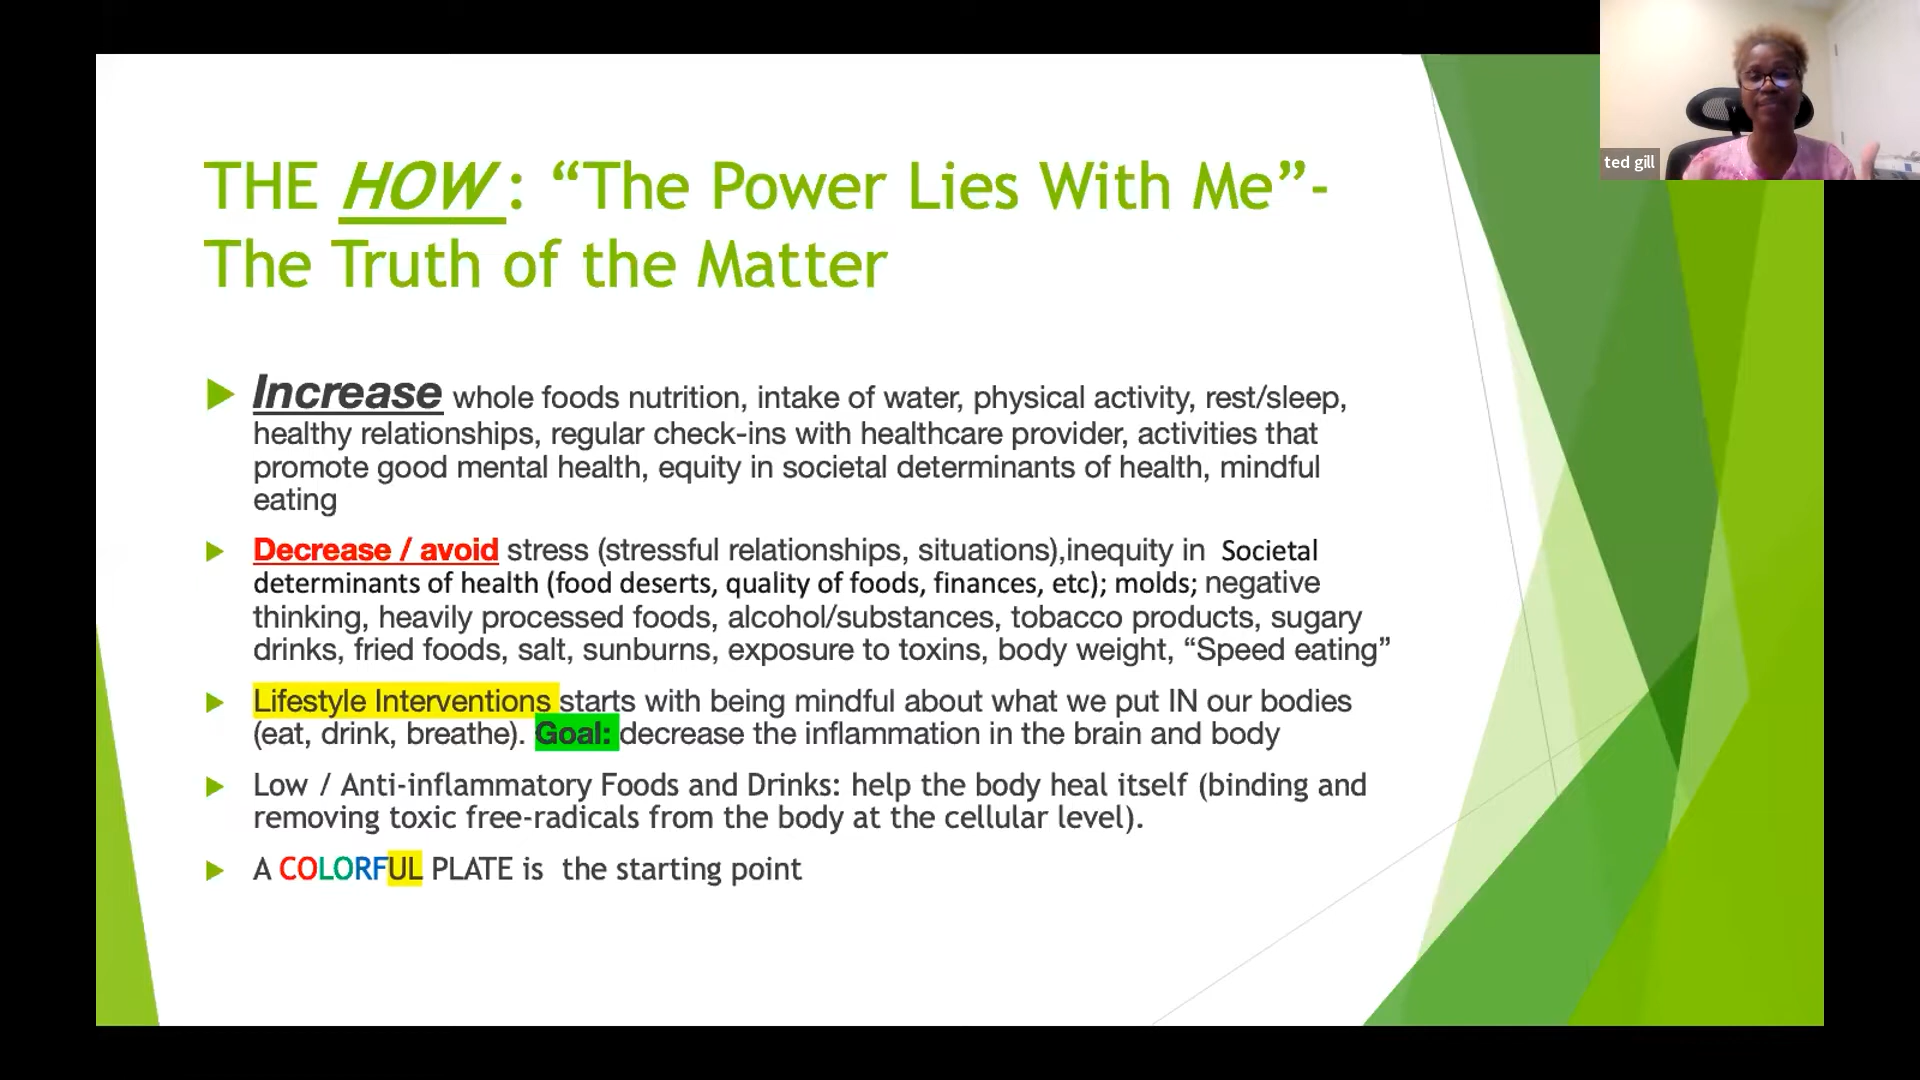 ted gill
THE HOW : “The Power Lies With Me”-
The Truth of the Matter
Increase whole foods nutrition, intake of water, physical activity, rest/sleep,
healthy relationships, regular check-ins with healthcare provider, activities that
promote good mental health, equity in societal determinants of health, mindful
eating
Decrease / avoid stress (stressful relationships, situations),inequity in Societal
determinants of health (food deserts, quality of foods, finances, etc); molds; negative
thinking, heavily processed foods, alcohol/substances, tobacco products, sugary
drinks, fried foods, salt, sunburns, exposure to toxins, body weight, “Speed eating”
Lifestyle Interventions starts with being mindful about what we put IN our bodies
(eat, drink, breathe). Goal: decrease the inflammation in the brain and body
Low / Anti-inflammatory Foods and Drinks: help the body heal itself (binding and
removing toxic free-radicals from the body at the cellular level).
A COLORFUL PLATE is the starting point